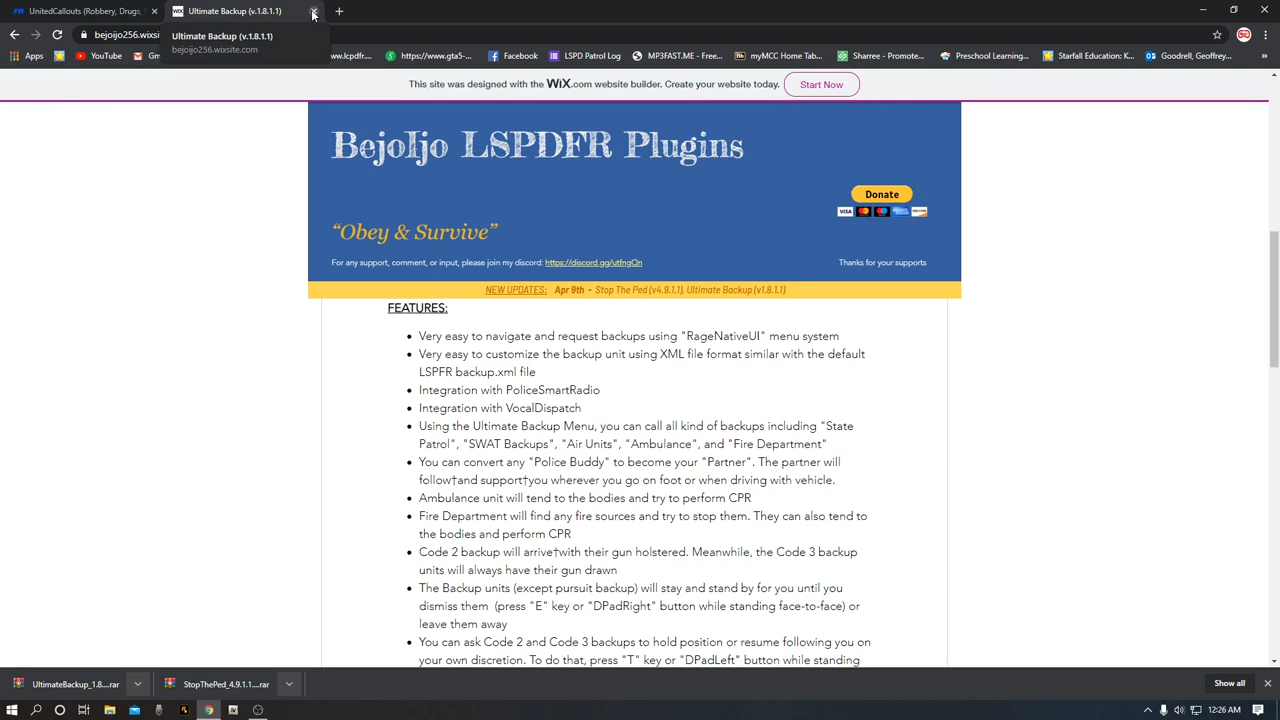 UnitedCallouts (Robbery, Drugs,
Ultimate Backup (v.1.8.1.1)
bejoijo256.wixs
Ultimate Backup (v.1.8.1.1)
bejoijo256.wixsite.com
Apps
YouTube
Gm
www.lcpdfr....
https://www.gta5-...
Facebook
LSPD Patrol Log
MP3FAST.ME - Free...
myMCC Home Tab...
Sharree - Promethe...
Preschool Learning...
Starfall Education:...
Goodrell, Geoffrey...
This site was designed with the WiX.com website builder. Create your website today.
Start Now
BejoIjo LSPDFR Plugins
Donate
"Obey & Survive"
For any support, comment, or input, please join my discord: https://discord.gg/utfngQn
Thanks for your supports
NEW UPDATES: Apr 9th - Stop The Ped (v4.9.1.1). Ultimate Backup (v1.8.1.1)
FEATURES:
Very easy to navigate and request backups using "RageNativeUI" menu system
Very easy to customize the backup unit using XML file format similar with the default
LSPFR backup.xml file
Integration with PoliceSmartRadio
Integration with VocalDispatch
Using the Ultimate Backup Menu, you can call all kind of backups including "State
Patrol", "SWAT Backups", "Air Units", "Ambulance", and "Fire Department"
You can convert any "Police Buddy" to become your "Partner". The partner will
follow†and support†you wherever you go on foot or when driving with vehicle.
Ambulance unit will tend to the bodies and try to perform CPR
Fire Department will find any fire sources and try to stop them. They can also tend to
the bodies and perform CPR
Code 2 backup will arrive†with their gun holstered. Meanwhile, the Code 3 backup
units will always have their gun drawn
The Backup units (except pursuit backup) will stay and stand by for you until you
dismiss them (press "E" key or "DPadRight" button while standing face-to-face) or
leave them away
You can ask Code 2 and Code 3 backups to hold position or resume following you on
your own discretion. To do that, press "T" key or "DPadLeft" button while standing
UltimateBackup_1.8....rar
StopThePed_4.9.1.1....rar
Show all
12:26 AM